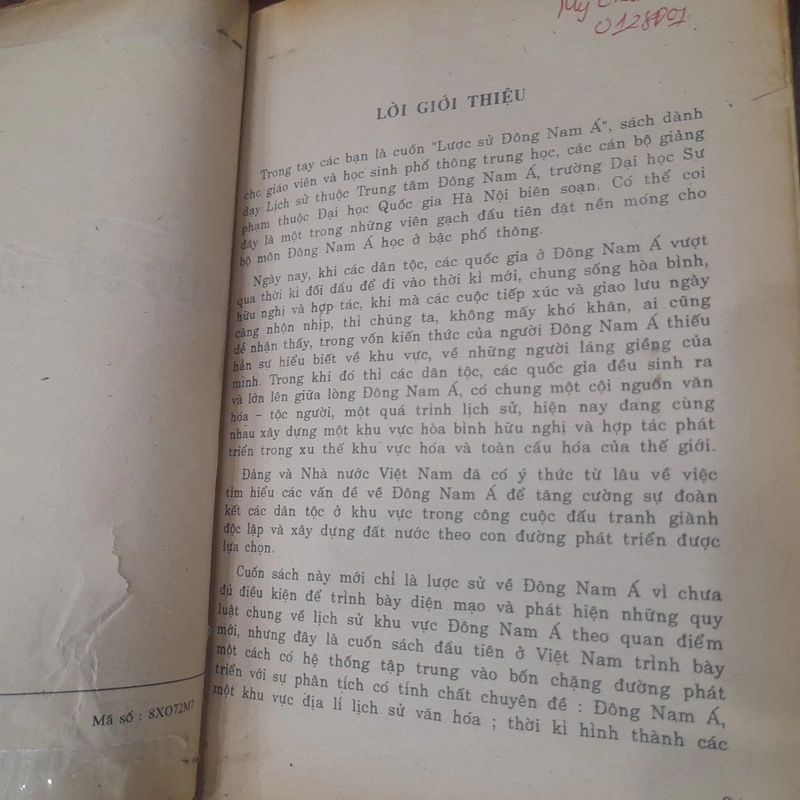 0128Đ01
LỜI GIỚI THIỆU
Trong tay các bạn là cuốn "Lược sử Đông Nam Á", sách dành
cho giáo viên và học sinh phổ thông trung học, các cán bộ giảng
dạy Lịch sử thuộc Trung tâm Đông Nam Á, trường Đại học Sư
phạm thuộc Đại học Quốc gia Hà Nội biên soạn. Có thể coi
đây là một trong những viên gạch đầu tiên đặt nền móng cho
bộ môn Đông Nam Á học ở bậc phổ thông.
Ngày nay, khi các dân tộc, các quốc gia ở Đông Nam Á vượt
qua thời kì đối đầu để đi vào thời kì mới, chung sống hòa bình,
hữu nghị và hợp tác, khi mà các cuộc tiếp xúc và giao lưu ngày
càng nhộn nhịp, thì chúng ta, không mấy khó khăn, ai cũng
dễ nhận thấy, trong vốn kiến thức của người Đông Nam Á thiếu
hẳn sự hiểu biết về khu vực, về những người láng giềng của
mình. Trong khi đó thì các dân tộc, các quốc gia đều sinh ra
và lớn lên giữa lòng Đông Nam Á, có chung một cội nguồn văn
hóa - tộc người, một quá trình lịch sử, hiện nay đang cùng
nhau xây dựng một khu vực hòa bình hữu nghị và hợp tác phát
triển trong xu thế khu vực hóa và toàn cầu hóa của thế giới.
Đảng và Nhà nước Việt Nam đã có ý thức từ lâu về việc
tìm hiểu các vấn đề về Đông Nam Á để tăng cường sự đoàn
kết các dân tộc ở khu vực trong công cuộc đấu tranh giành
độc lập và xây dựng đất nước theo con đường phát triển được
lựa chọn.
Cuốn sách này mới chỉ là lược sử về Đông Nam Á vì chưa
đủ điều kiện để trình bày diện mạo và phát hiện những quy
luật chung về lịch sử khu vực Đông Nam Á theo quan điểm
mới, nhưng đây là cuốn sách đầu tiên ở Việt Nam trình bày
một cách có hệ thống tập trung vào bốn chặng đường phát
triển với sự phân tích có tính chất chuyên đề : Đông Nam Á,
một khu vực địa lí lịch sử văn hóa ; thời kì hình thành các
Mã số : 8XO72M7